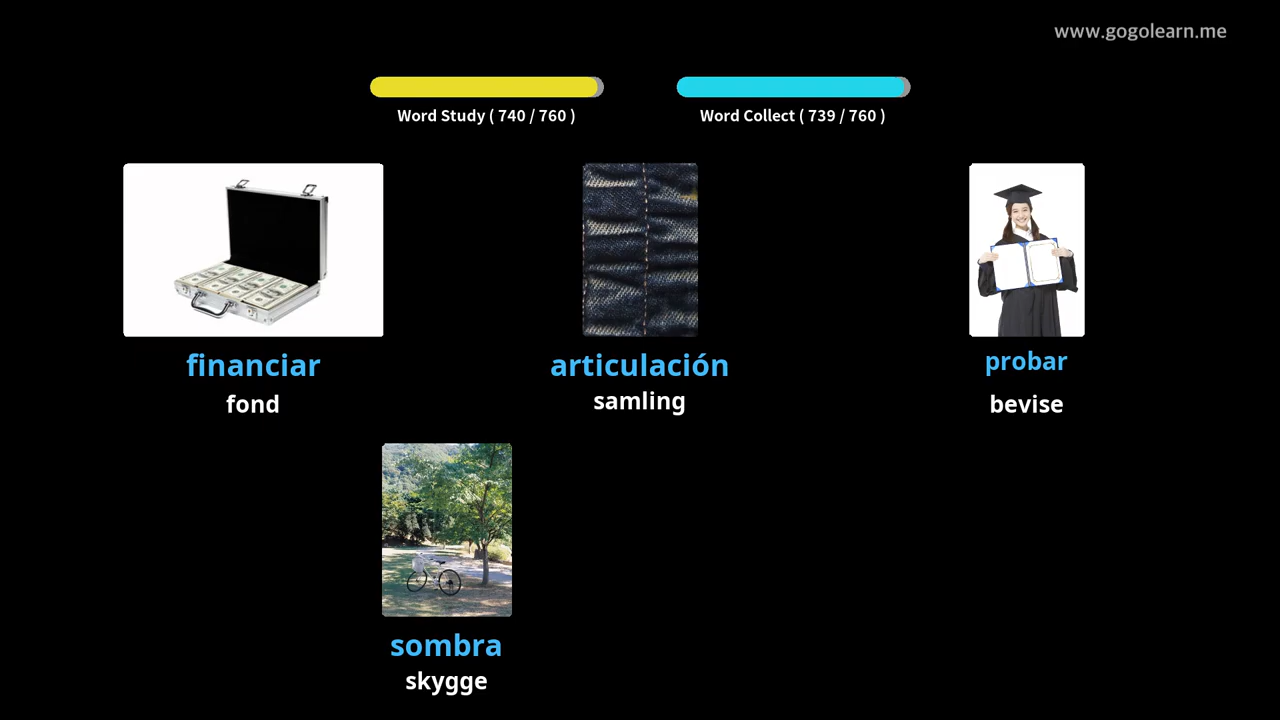 www.gogolearn.me
Word Study ( 740 / 760 )
Word Collect ( 739 / 760 )
financiar
fond
articulación
samling
probar
bevise
sombra
skygge